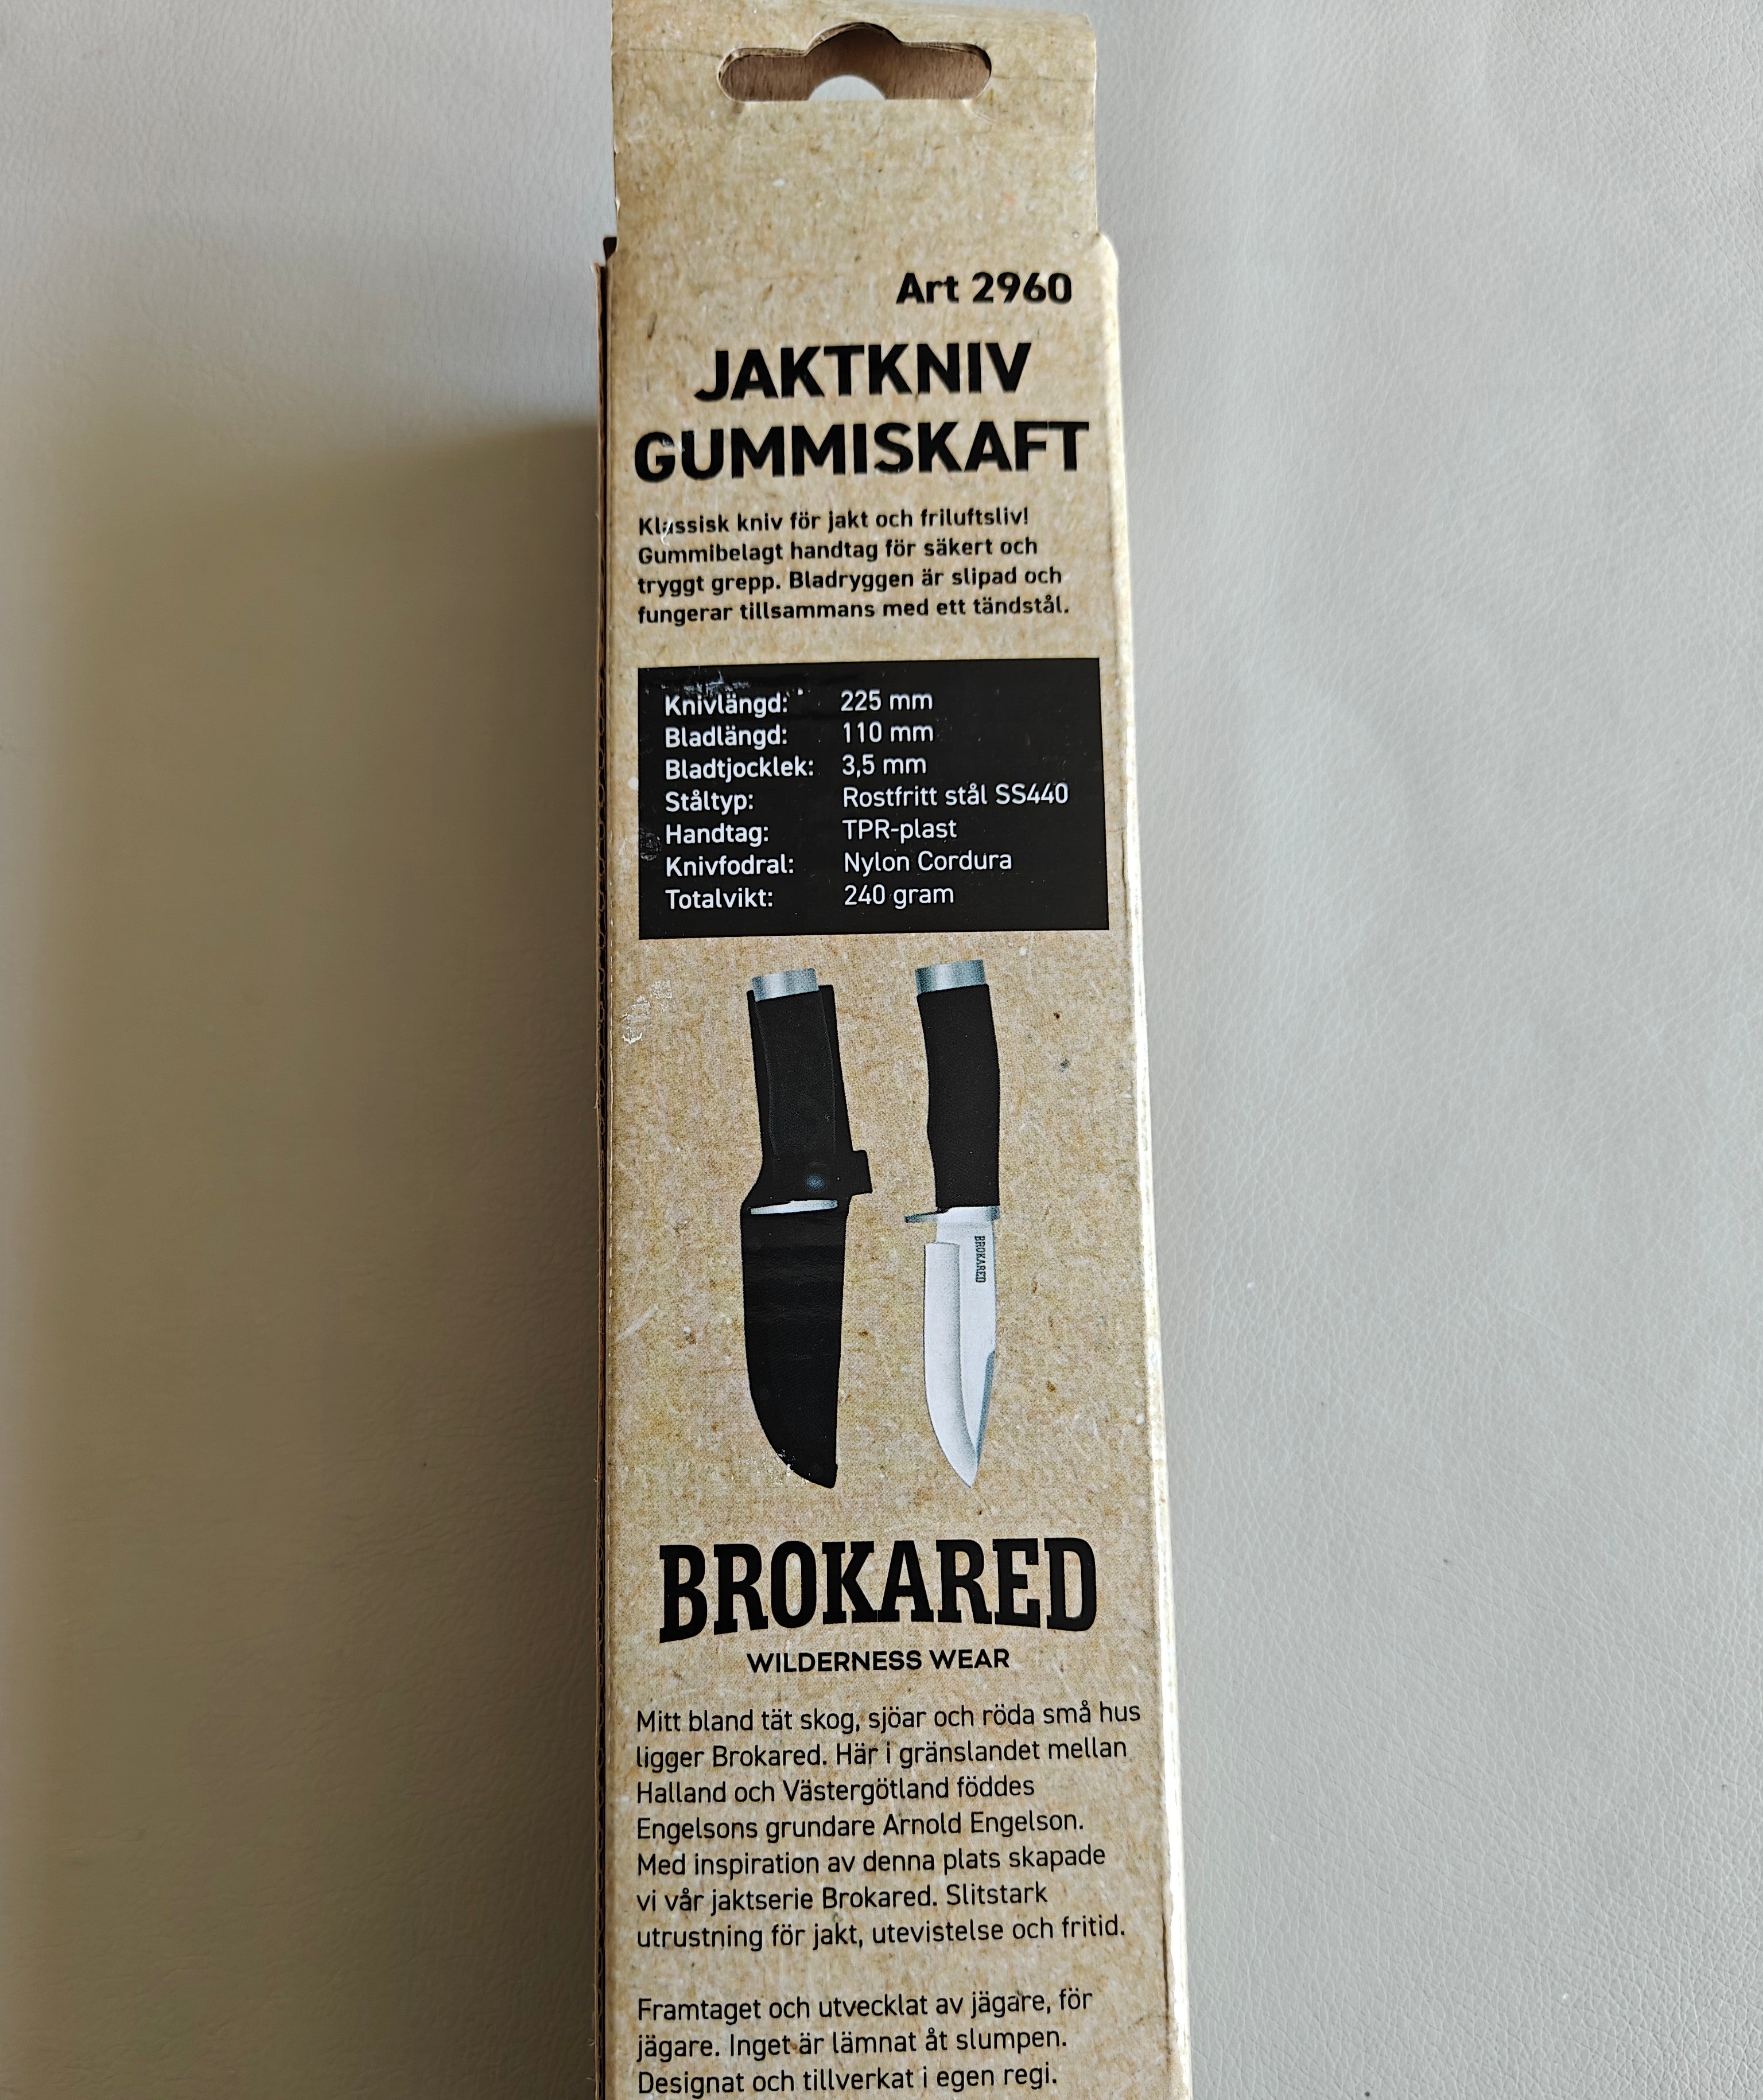 Art 2960
JAKTKNIV
GUMMISKAFT
Klassisk kniv för jakt och friluftsliv!
Gummibelagt handtag för säkert och
tryggt grepp. Bladryggen är slipad och
fungerar tillsammans med ett tändstål.
Knivlängd: 225 mm
Bladlängd: 110 mm
Bladtjocklek: 3,5 mm
Ståltyp: Rostfritt stål SS440
Handtag: TPR-plast
Knivfodral: Nylon Cordura
Totalvikt: 240 gram
BROKARED
BROKARED
WILDERNESS WEAR
Mitt bland tät skog, sjöar och röda små hus
ligger Brokared. Här i gränslandet mellan
Halland och Västergötland föddes
Engelsons grundare Arnold Engelson.
Med inspiration av denna plats skapade
vi vår jaktserie Brokared. Slitstark
utrustning för jakt, utevistelse och fritid.
Framtaget och utvecklat av jägare, för
jägare. Inget är lämnat åt slumpen.
Designat och tillverkat i egen regi.